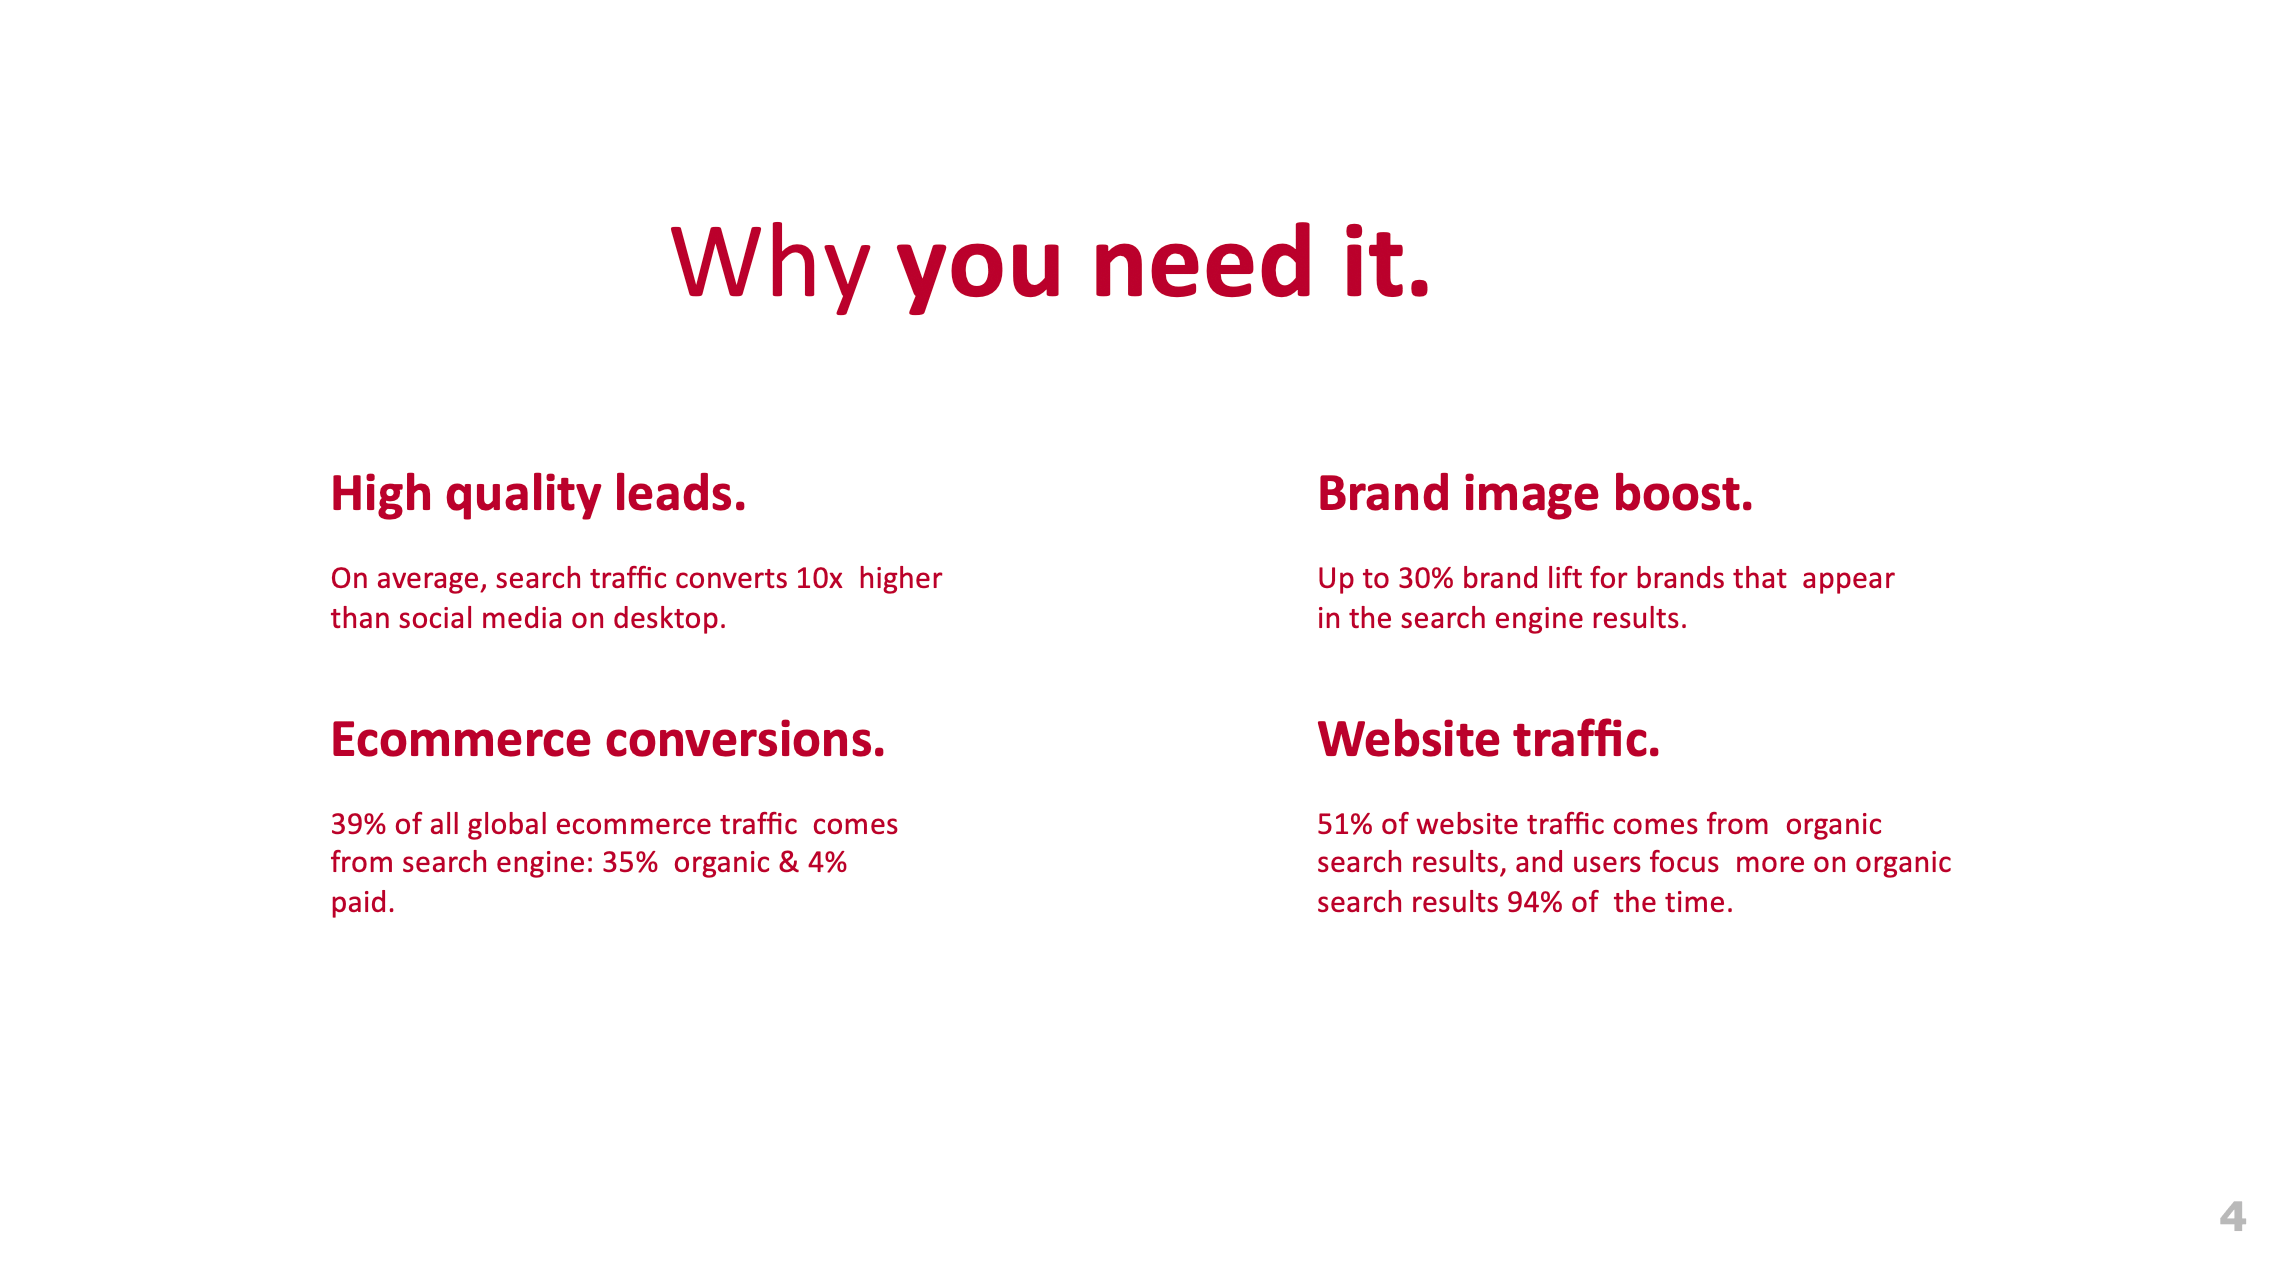 Why you need it.
High quality leads.
On average, search traffic converts 10x  higher
than social media on desktop.
Ecommerce conversions.
39% of all global ecommerce traffic  comes
from search engine: 35%  organic & 4%
paid.
Brand image boost.
Up to 30% brand lift for brands that  appear
in the search engine results.
Website traffic.
51% of website traffic comes from  organic
search results, and users focus  more on organic
search results 94% of  the time.
4